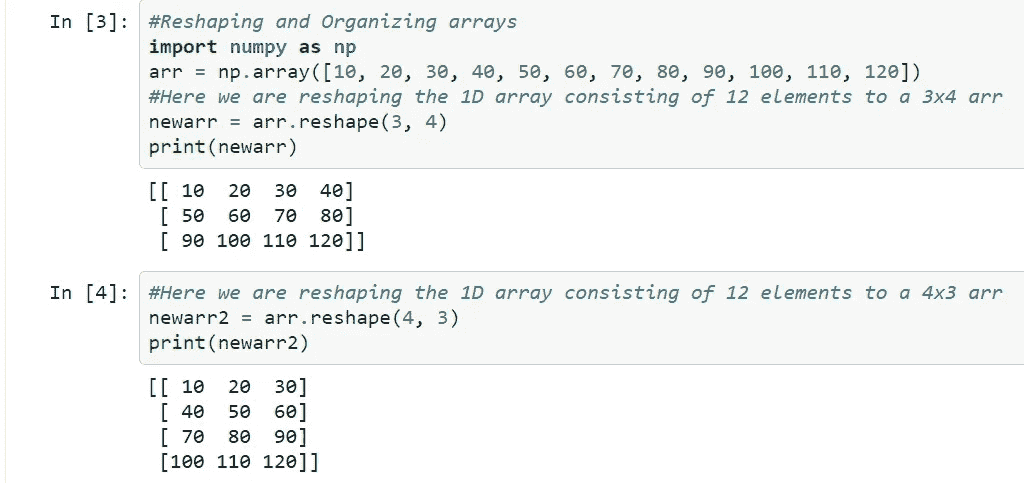 In [3]: #Reshaping and Organizing arrays
import numpy as np
arr = np.array([10, 20, 30, 40, 50, 60, 70, 80, 90, 100, 110, 120])
#Here we are reshaping the 1D array consisting of 12 elements to a 3x4 arr
newarr = arr.reshape(3, 4)
print(newarr)
[[ 10  20  30  40]
 [ 50  60  70  80]
 [ 90 100 110 120]]
In [4]: #Here we are reshaping the 1D array consisting of 12 elements to a 4x3 arr
newarr2 = arr.reshape(4, 3)
print(newarr2)
[[ 10  20  30]
 [ 40  50  60]
 [ 70  80  90]
 [100 110 120]]